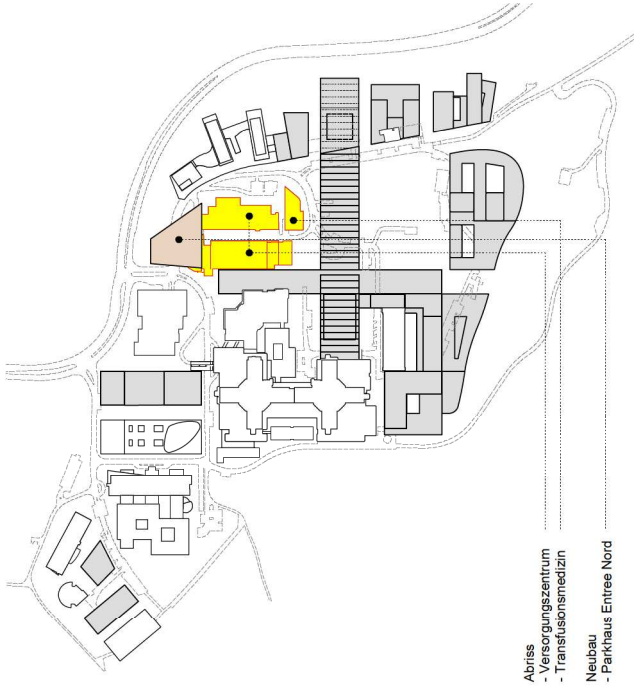 Abriss
- Versorgungszentrum
- Transfusionsmedizin
Neubau
- Parkhaus Entree Nord